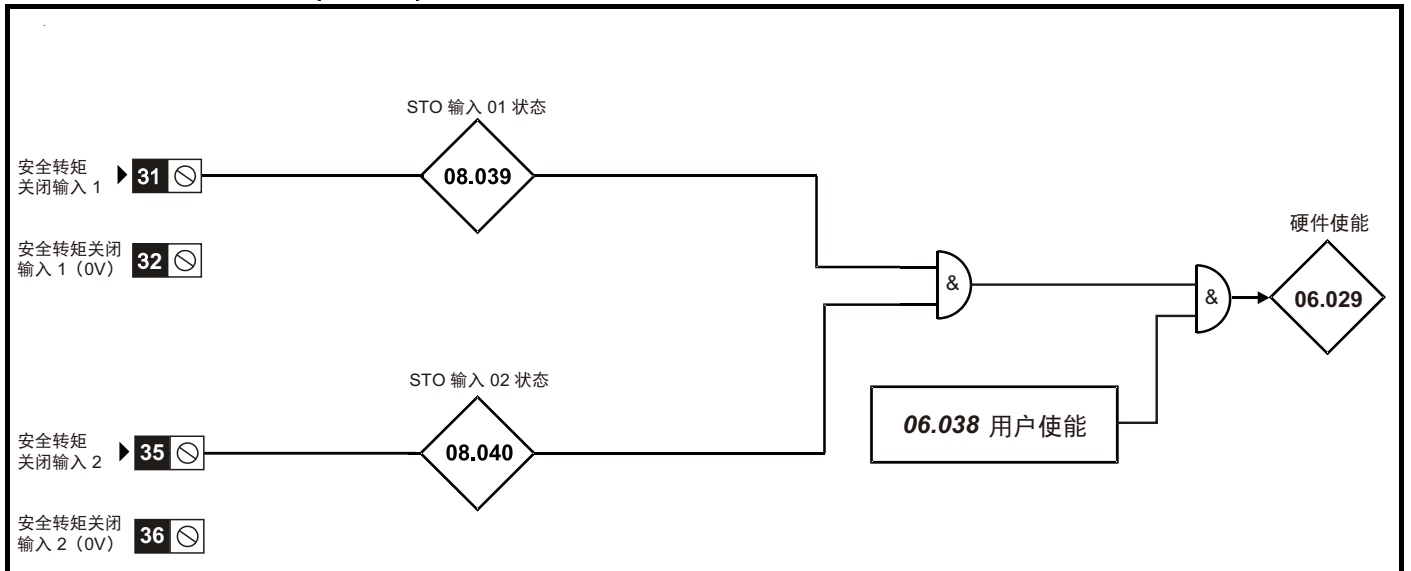 STO 输入 01 状态
安全转矩
关闭输入 1
31
08.039
安全转矩关闭
输入 1（0V）
32
硬件使能
&
&
06.029
STO 输入 02 状态
06.038 用户使能
安全转矩
关闭输入 2
35
08.040
安全转矩关闭
输入 2（0V）
36